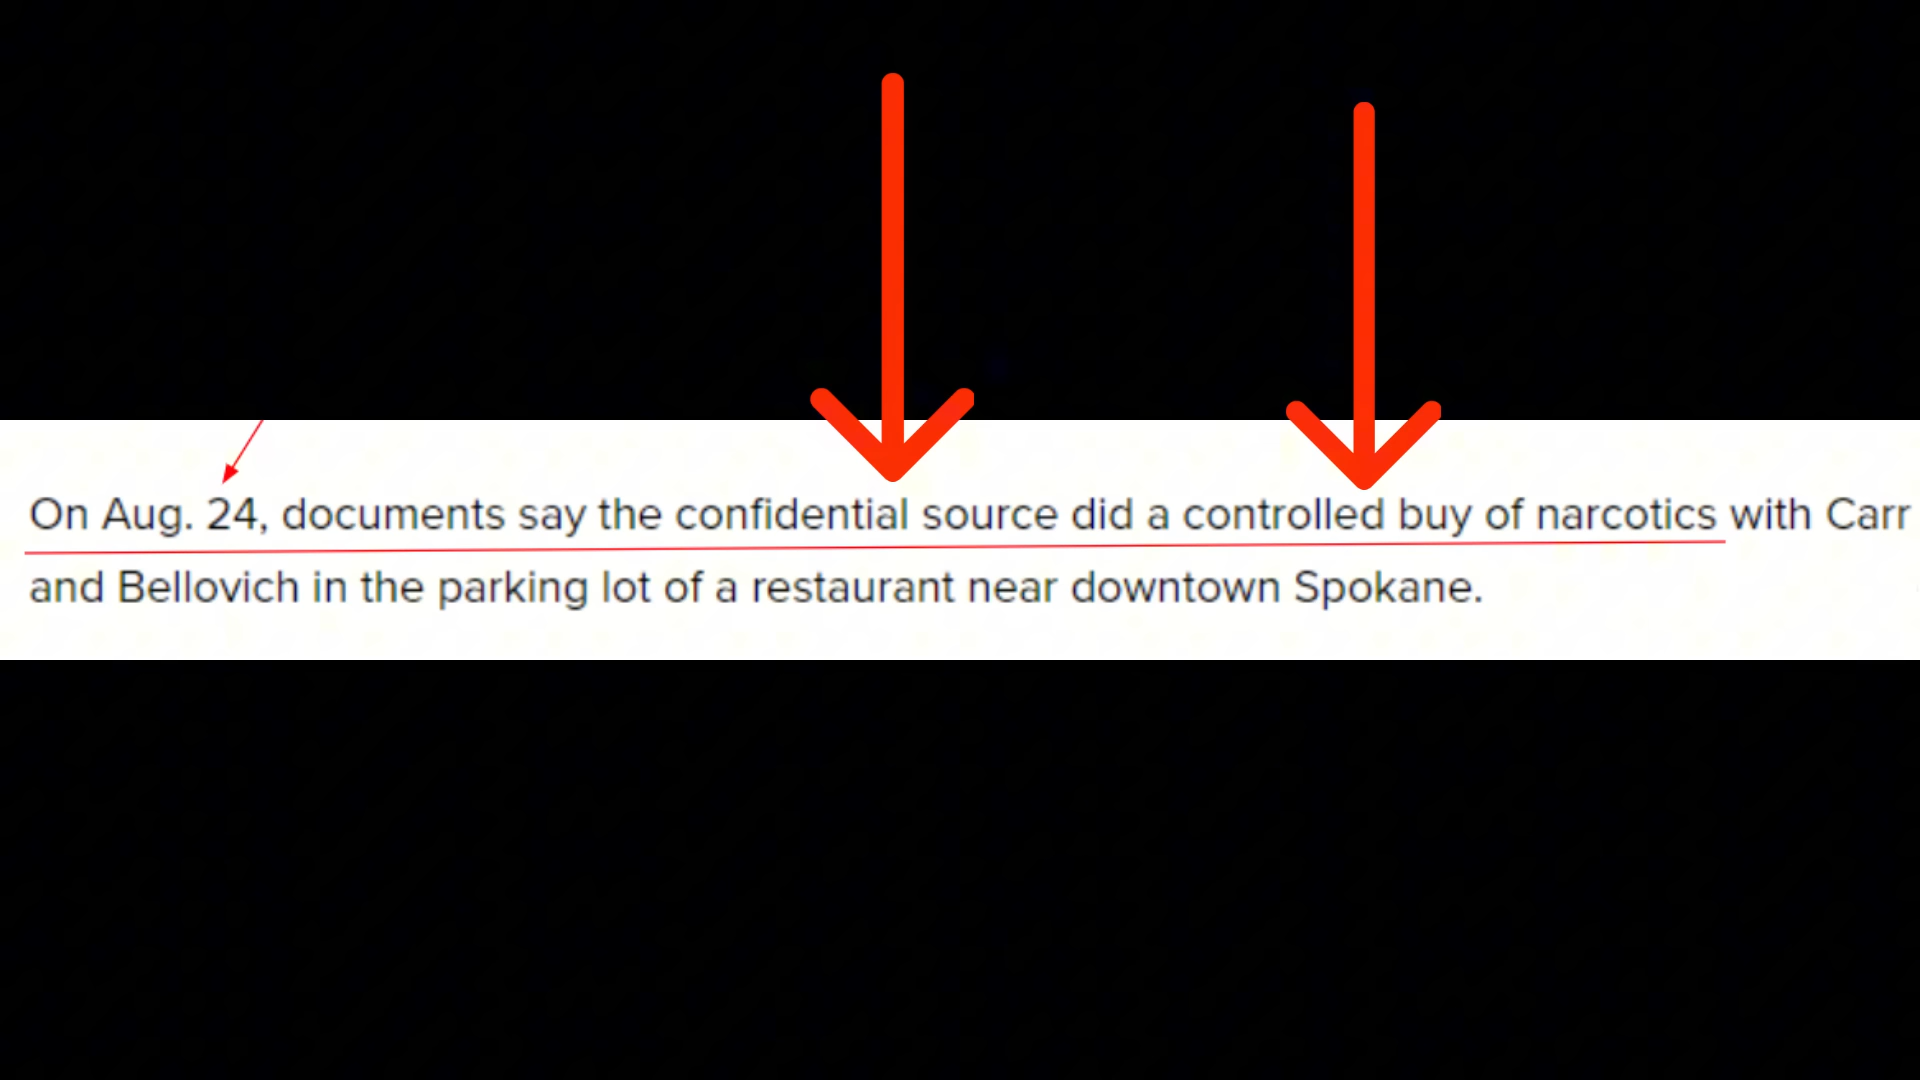 On Aug. 24, documents say the confidential source did a controlled buy of narcotics with Carr
and Bellovich in the parking lot of a restaurant near downtown Spokane.